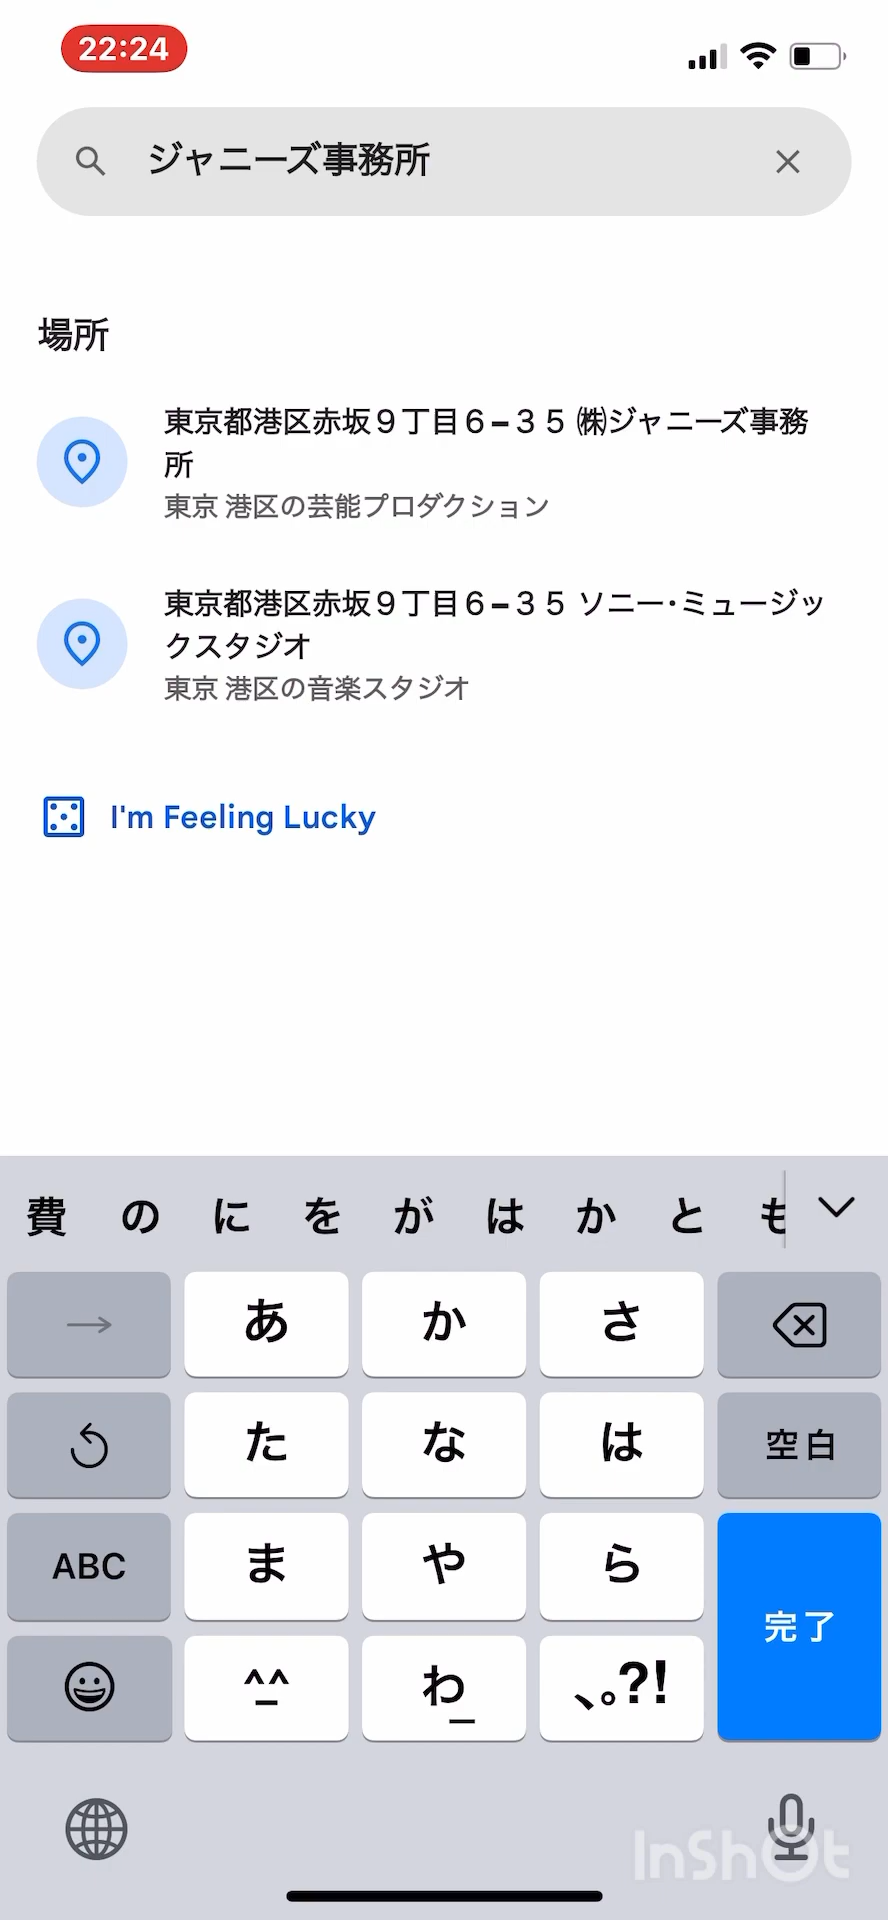 22:24
ジャニーズ事務所
場所
東京都港区赤坂９丁目６−３５ ㈱ジャニーズ事務
所
東京 港区の芸能プロダクション
東京都港区赤坂９丁目６−３５ ソニー・ミュージッ
クスタジオ
東京 港区の音楽スタジオ
I'm Feeling Lucky
費 の に を が は か と も
→ あ か さ
た な は 空白
ABC ま や ら 完了
^_^ わ_ 、。?!
InShot